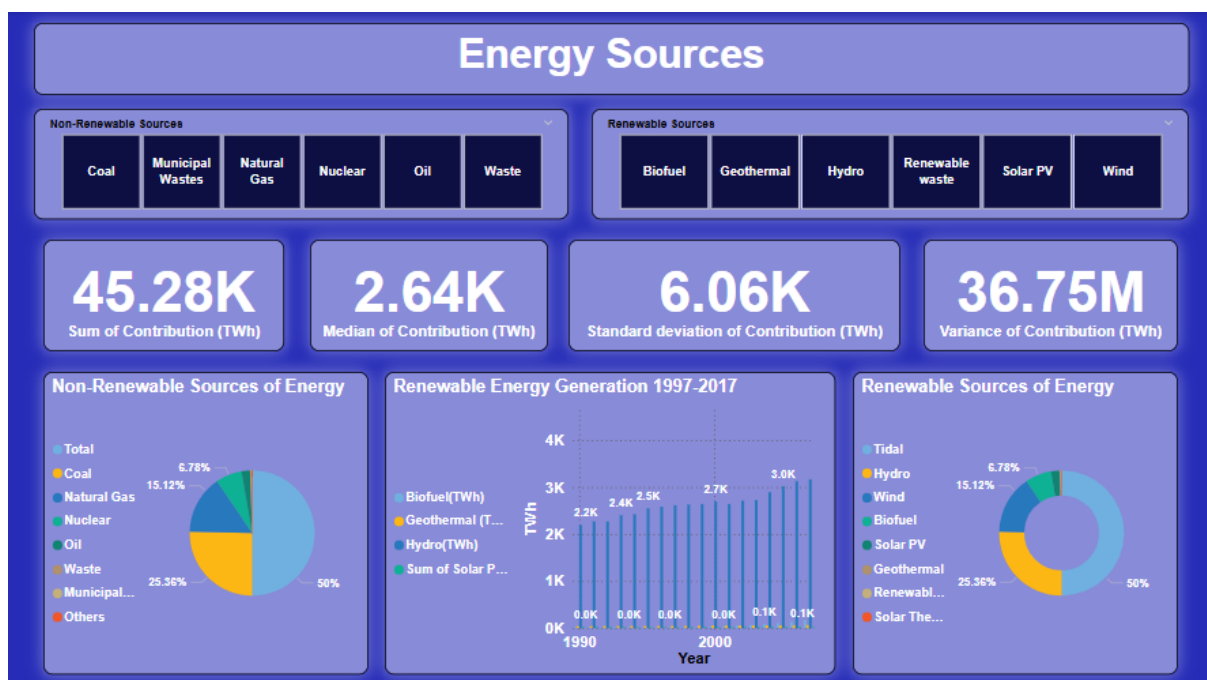 Energy Sources
Non-Renewable Sources
Coal
Municipal
Wastes
Natural
Gas
Nuclear
Oil
Waste
Renewable Sources
Biofuel
Geothermal
Hydro
Renewable
waste
Solar PV
Wind
45.28K
Sum of Contribution (TWh)
2.64K
Median of Contribution (TWh)
6.06K
Standard deviation of Contribution (TWh)
36.75M
Variance of Contribution (TWh)
Non-Renewable Sources of Energy
Total
Coal
Natural Gas
Nuclear
Oil
Waste
Municipal...
Others
6.78%
15.12%
25.36%
50%
Renewable Energy Generation 1997-2017
Biofuel(TWh)
Geothermal (T...
Hydro(TWh)
Sum of Solar P...
TWh
4K
3K
2K
1K
0K
2.2K
2.4K
2.5K
2.7K
3.0K
0.0K
0.0K
0.0K
0.0K
0.1K
0.1K
1990
2000
Year
Renewable Sources of Energy
Tidal
Hydro
Wind
Biofuel
Solar PV
Geothermal
Renewabl...
Solar The...
6.78%
15.12%
25.36%
50%